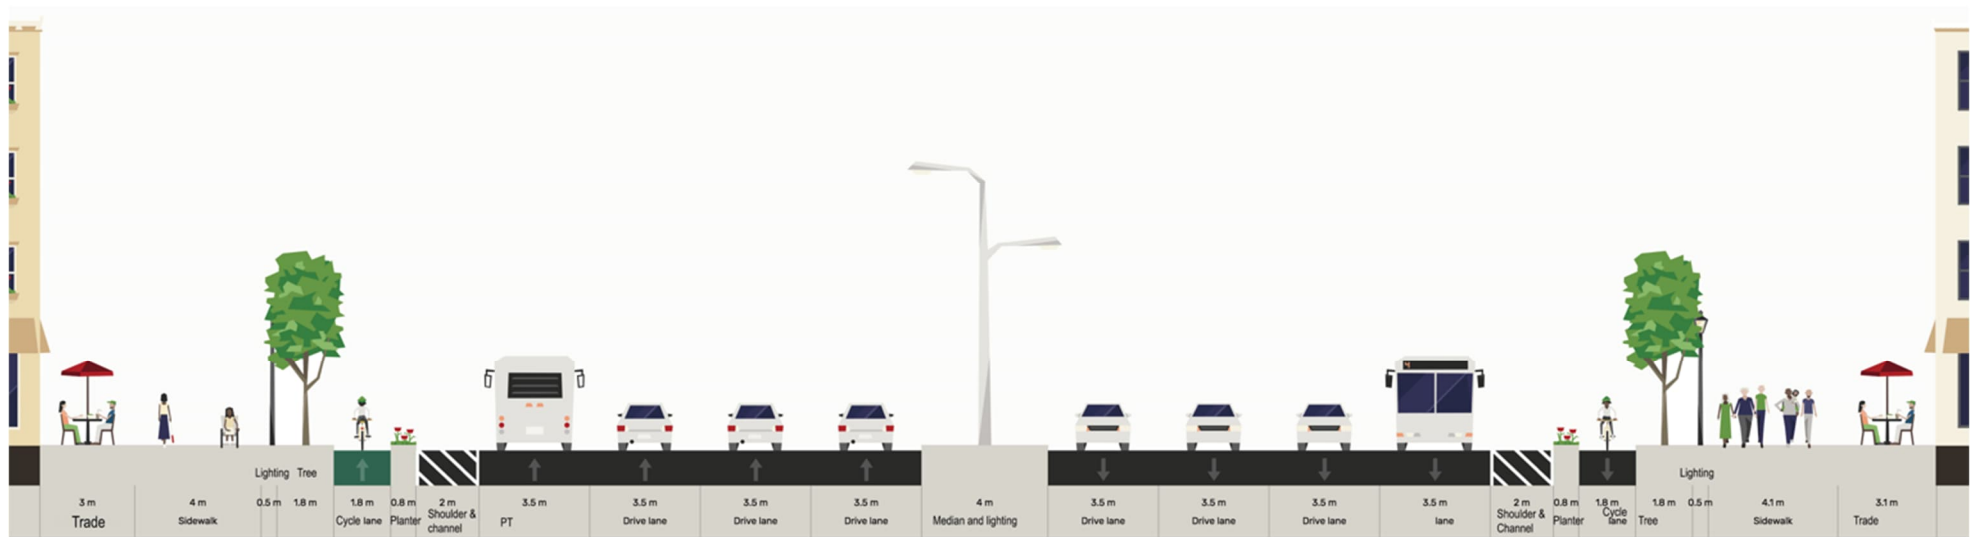 Lighting Tree
Lighting
3 m
4 m
0.5 m
1.8 m
1.8 m
0.8 m
2 m
3.5 m
3.5 m
3.5 m
3.5 m
4 m
3.5 m
3.5 m
3.5 m
3.5 m
2 m
0.8 m
1.8 m
1.8 m
0.5 m
4.1 m
3.1 m
Trade
Sidewalk
Cycle lane
Planter
Shoulder &
channel
PT
Drive lane
Drive lane
Drive lane
Median and lighting
Drive lane
Drive lane
Drive lane
lane
Shoulder &
Channel
Planter
Cycle
lane
Tree
Sidewalk
Trade